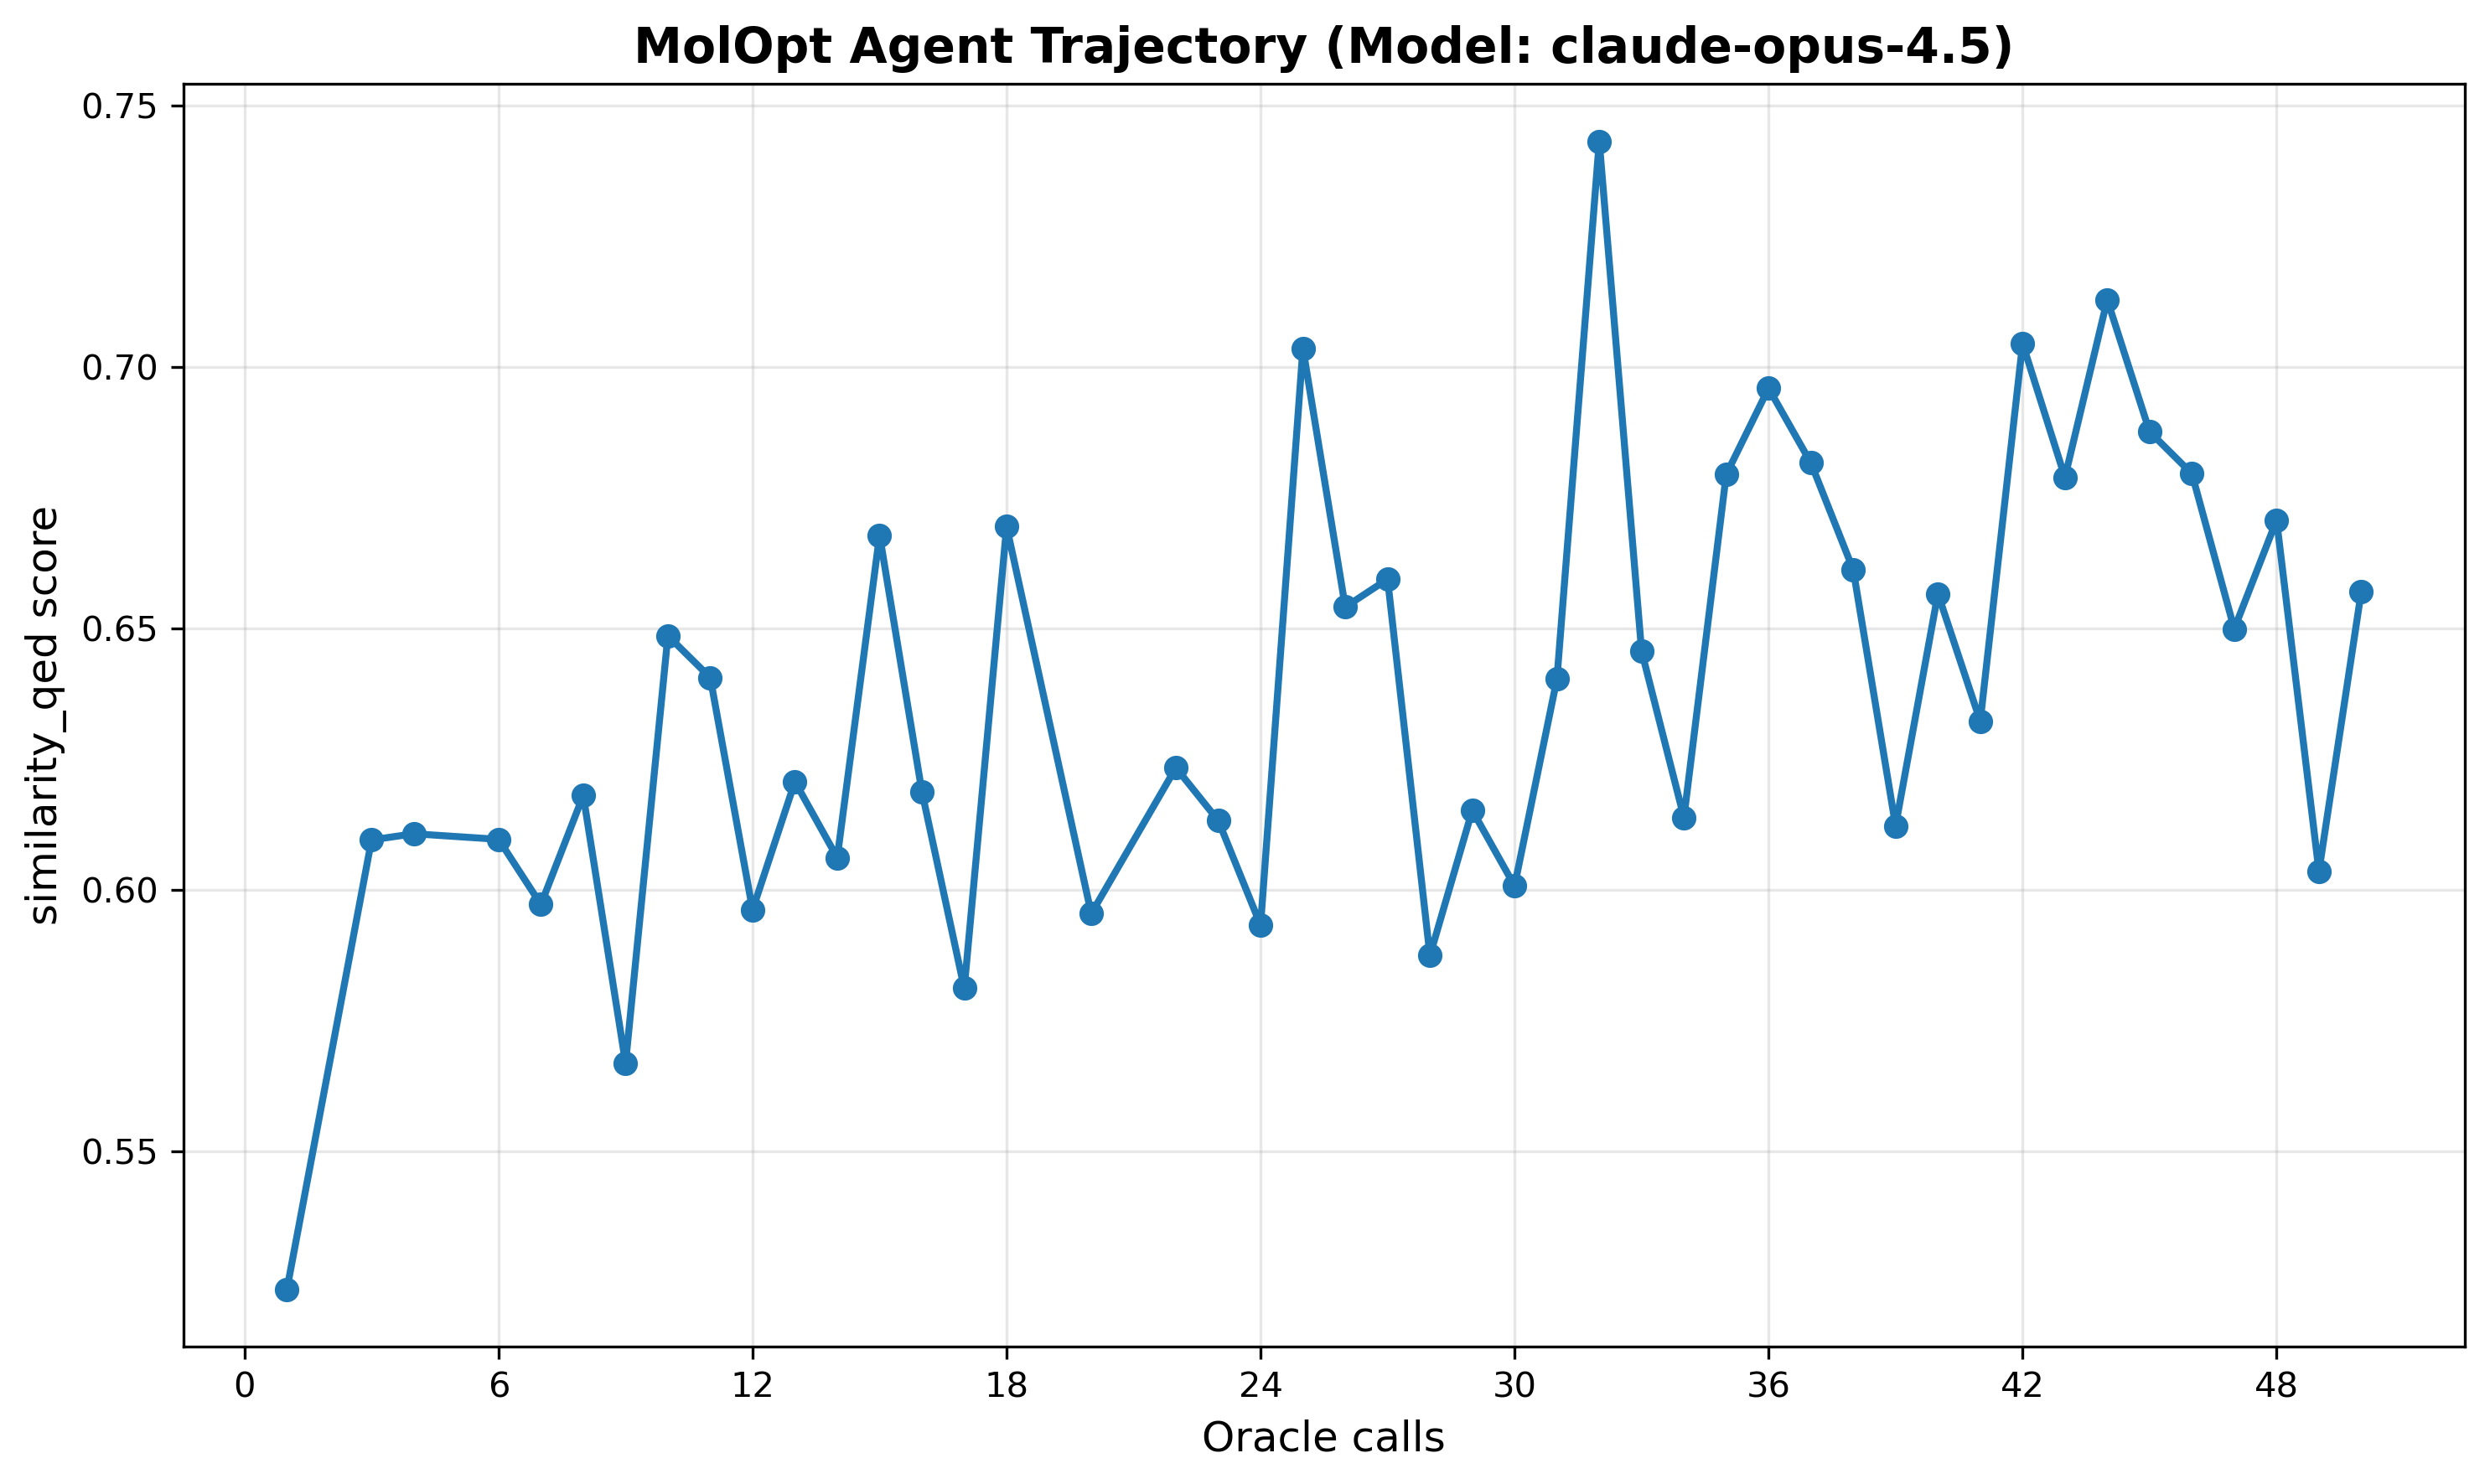 MolOpt Agent Trajectory (Model: claude-opus-4.5)
similarity_qed score
0.75
0.70
0.65
0.60
0.55
0 6 12 18 24 30 36 42 48
Oracle calls